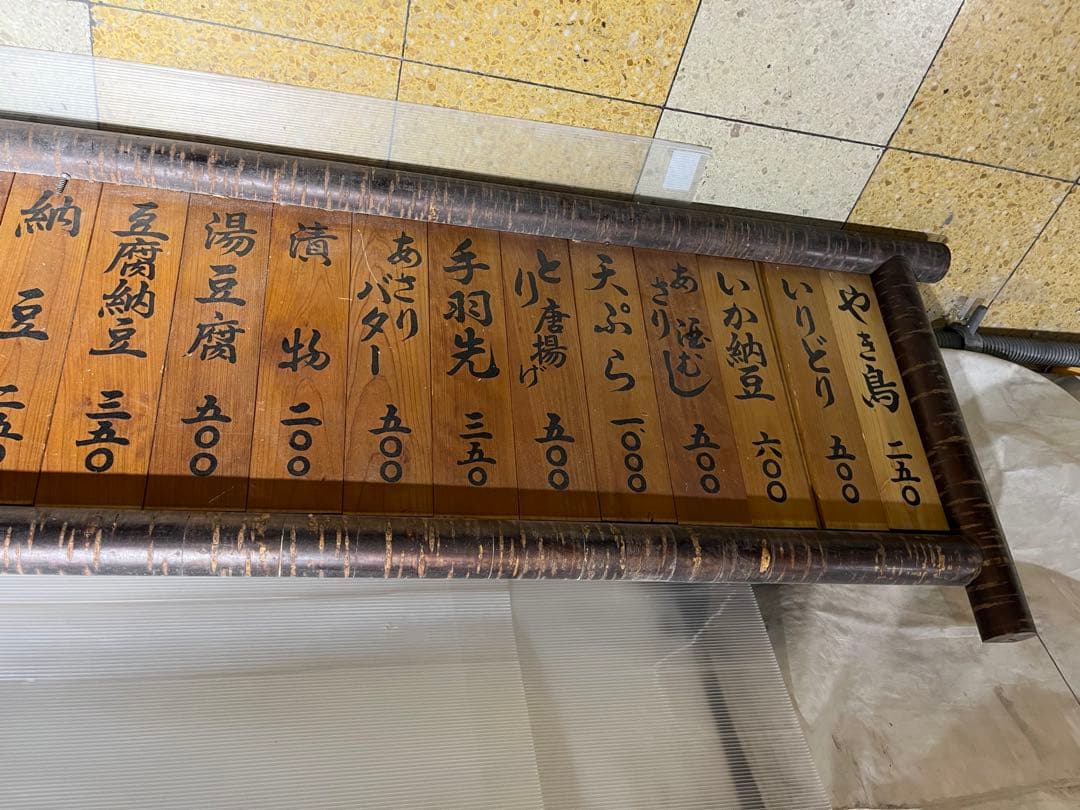 やき鳥 二五〇
いりどり 五〇〇
いか納豆 六〇〇
あさり酒むし 五〇〇
天ぷら 一〇〇〇
とり唐揚げ 五〇〇
手羽先 三五〇
あさりバター 五〇〇
漬物 二〇〇
湯豆腐 五〇〇
豆腐納豆 三五〇
納豆 二五〇